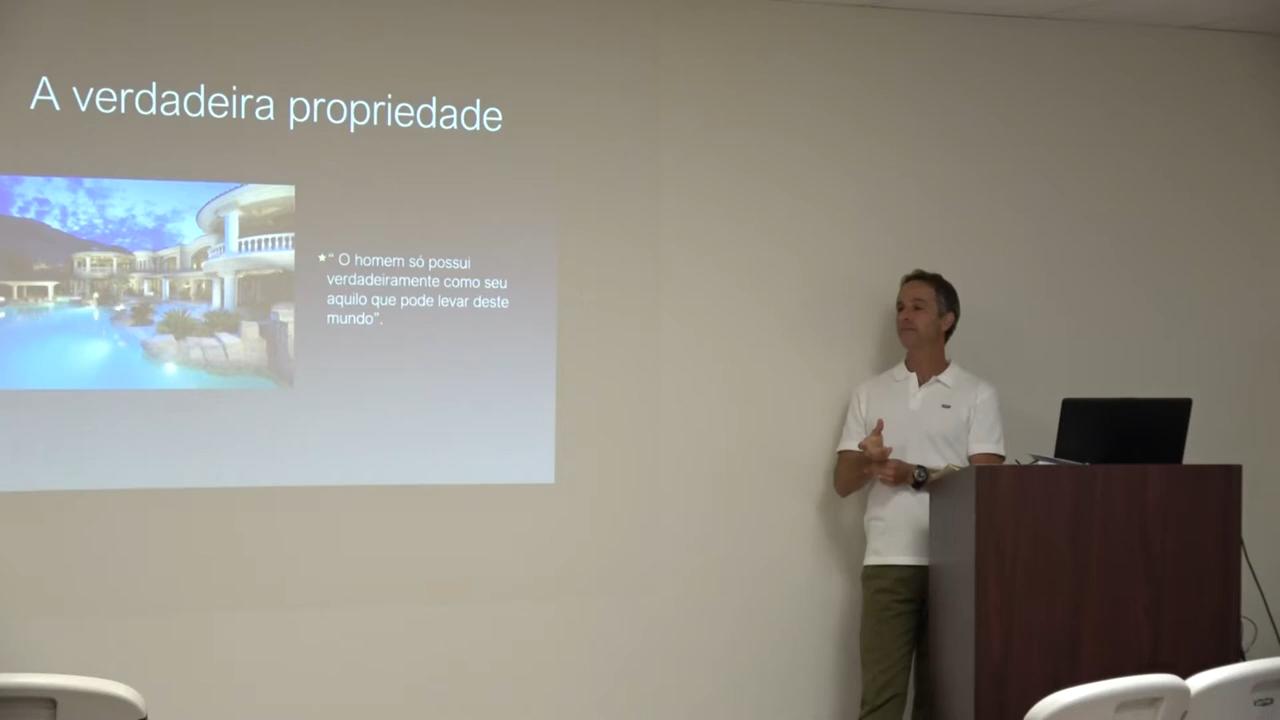 A verdadeira propriedade
“ O homem só possui
verdadeiramente como seu
aquilo que pode levar deste
mundo”.